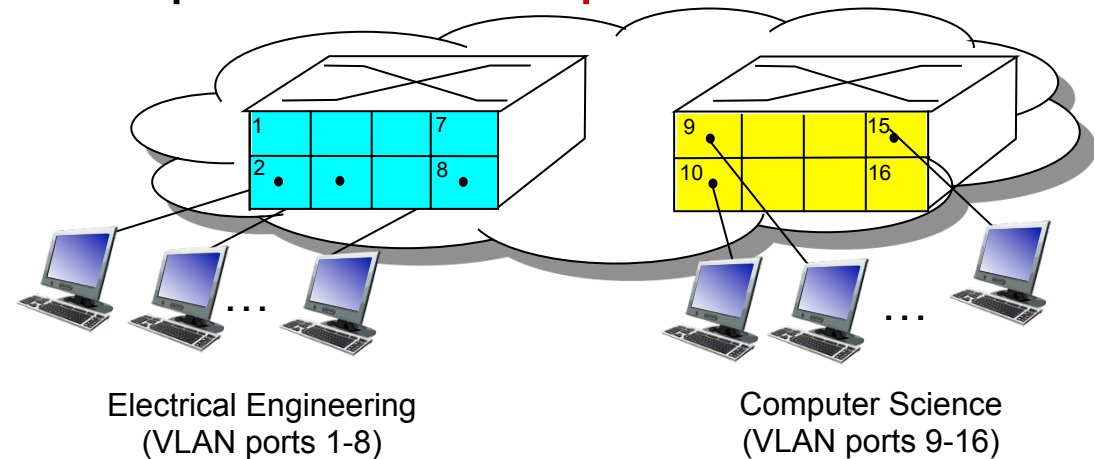 1 7
2 8
9 15
10 16
...
...
Electrical Engineering
(VLAN ports 1-8)
Computer Science
(VLAN ports 9-16)